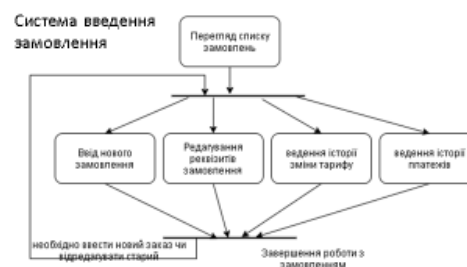 Система введення
замовлення
Перегляд списку
замовлень
Ввід нового
замовлення
Редагування
реквізитів
замовлення
ведення історії
зміни тарифу
ведення історії
платежів
необхідно ввести новий заказ чи
відредагувати старий
Завершення роботи з
замовленням